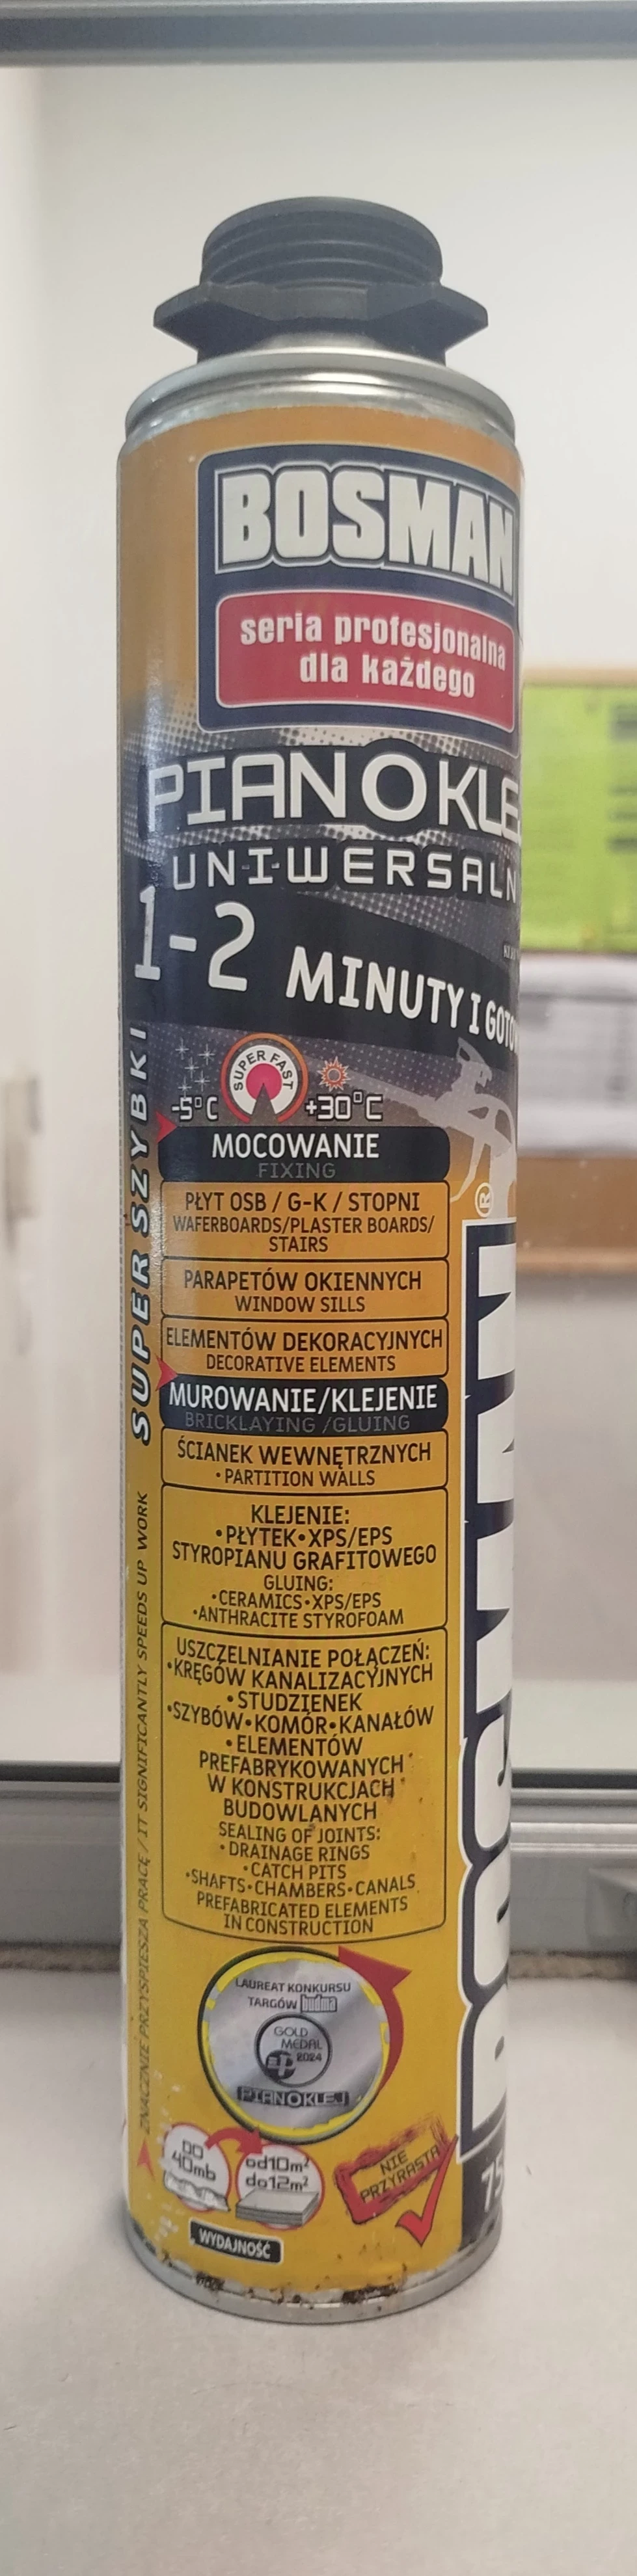 BOSMAN
seria profesjonalna
dla każdego
PIANOKLE
UNIWERSALN
1-2 MINUTY I GOTOW
SUPER FAST
-5°C +30°C
SUPER SZYBKI
ZNACZNIE PRZYSPIESZA PRACĘ / IT SIGNIFICANTLY SPEEDS UP WORK
MOCOWANIE
FIXING
PŁYT OSB / G-K / STOPNI
WAFERBOARDS/PLASTER BOARDS/
STAIRS
PARAPETÓW OKIENNYCH
WINDOW SILLS
ELEMENTÓW DEKORACYJNYCH
DECORATIVE ELEMENTS
MUROWANIE/KLEJENIE
BRICKLAYING /GLUING
ŚCIANEK WEWNĘTRZNYCH
•PARTITION WALLS
KLEJENIE:
•PŁYTEK•XPS/EPS
STYROPIANU GRAFITOWEGO
GLUING:
•CERAMICS•XPS/EPS
•ANTHRACITE STYROFOAM
USZCZELNIANIE POŁĄCZEŃ:
•KRĘGÓW KANALIZACYJNYCH
•STUDZIENEK
•SZYBÓW•KOMÓR•KANAŁÓW
•ELEMENTÓW
PREFABRYKOWANYCH
W KONSTRUKCJACH
BUDOWLANYCH
SEALING OF JOINTS:
•DRAINAGE RINGS
•CATCH PITS
•SHAFTS•CHAMBERS•CANALS
PREFABRICATED ELEMENTS
IN CONSTRUCTION
®
BOSMAN
75
LAUREAT KONKURSU
TARGÓW budma
GOLD
MEDAL
2024
PIANOKLEJ
DO
40mb
od10m²
do12m²
WYDAJNOŚĆ
NIE
PRZYRASTA